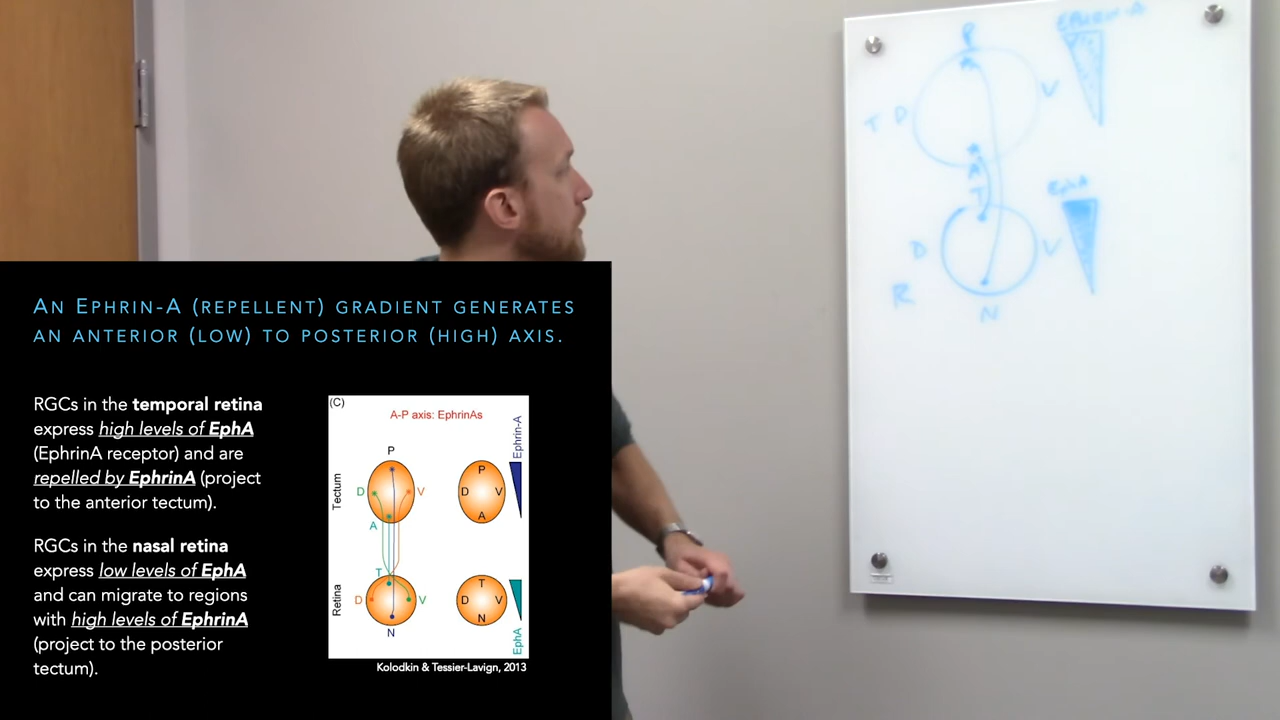 AN EPHRIN-A (REPELLENT) GRADIENT GENERATES
AN ANTERIOR (LOW) TO POSTERIOR (HIGH) AXIS.
RGCs in the temporal retina
express high levels of EphA
(EphrinA receptor) and are
repelled by EphrinA (project
to the anterior tectum).
RGCs in the nasal retina
express low levels of EphA
and can migrate to regions
with high levels of EphrinA
(project to the posterior
tectum).
(C)
A-P axis: EphrinAs
Ephrin-A
Tectum
P
D
V
A
P
D
V
A
Retina
T
D
V
N
T
D
V
N
EphA
Kolodkin & Tessier-Lavign, 2013
P
EPHRIN-A
T
D
V
A
T
EphA
D
V
R
N